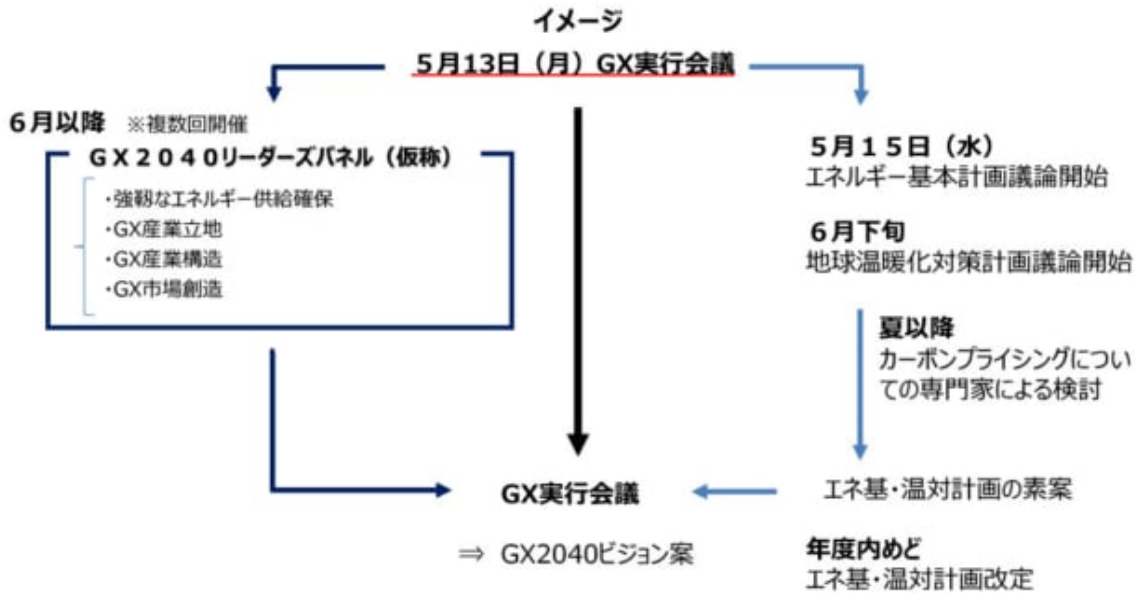 イメージ
5月13日（月）GX実行会議
6月以降 ※複数回開催
GX2040リーダーズパネル（仮称）
・強靱なエネルギー供給確保
・GX産業立地
・GX産業構造
・GX市場創造
5月15日（水）
エネルギー基本計画議論開始
6月下旬
地球温暖化対策計画議論開始
夏以降
カーボンプライシングについ
ての専門家による検討
GX実行会議
エネ基・温対計画の素案
⇒ GX2040ビジョン案
年度内めど
エネ基・温対計画改定